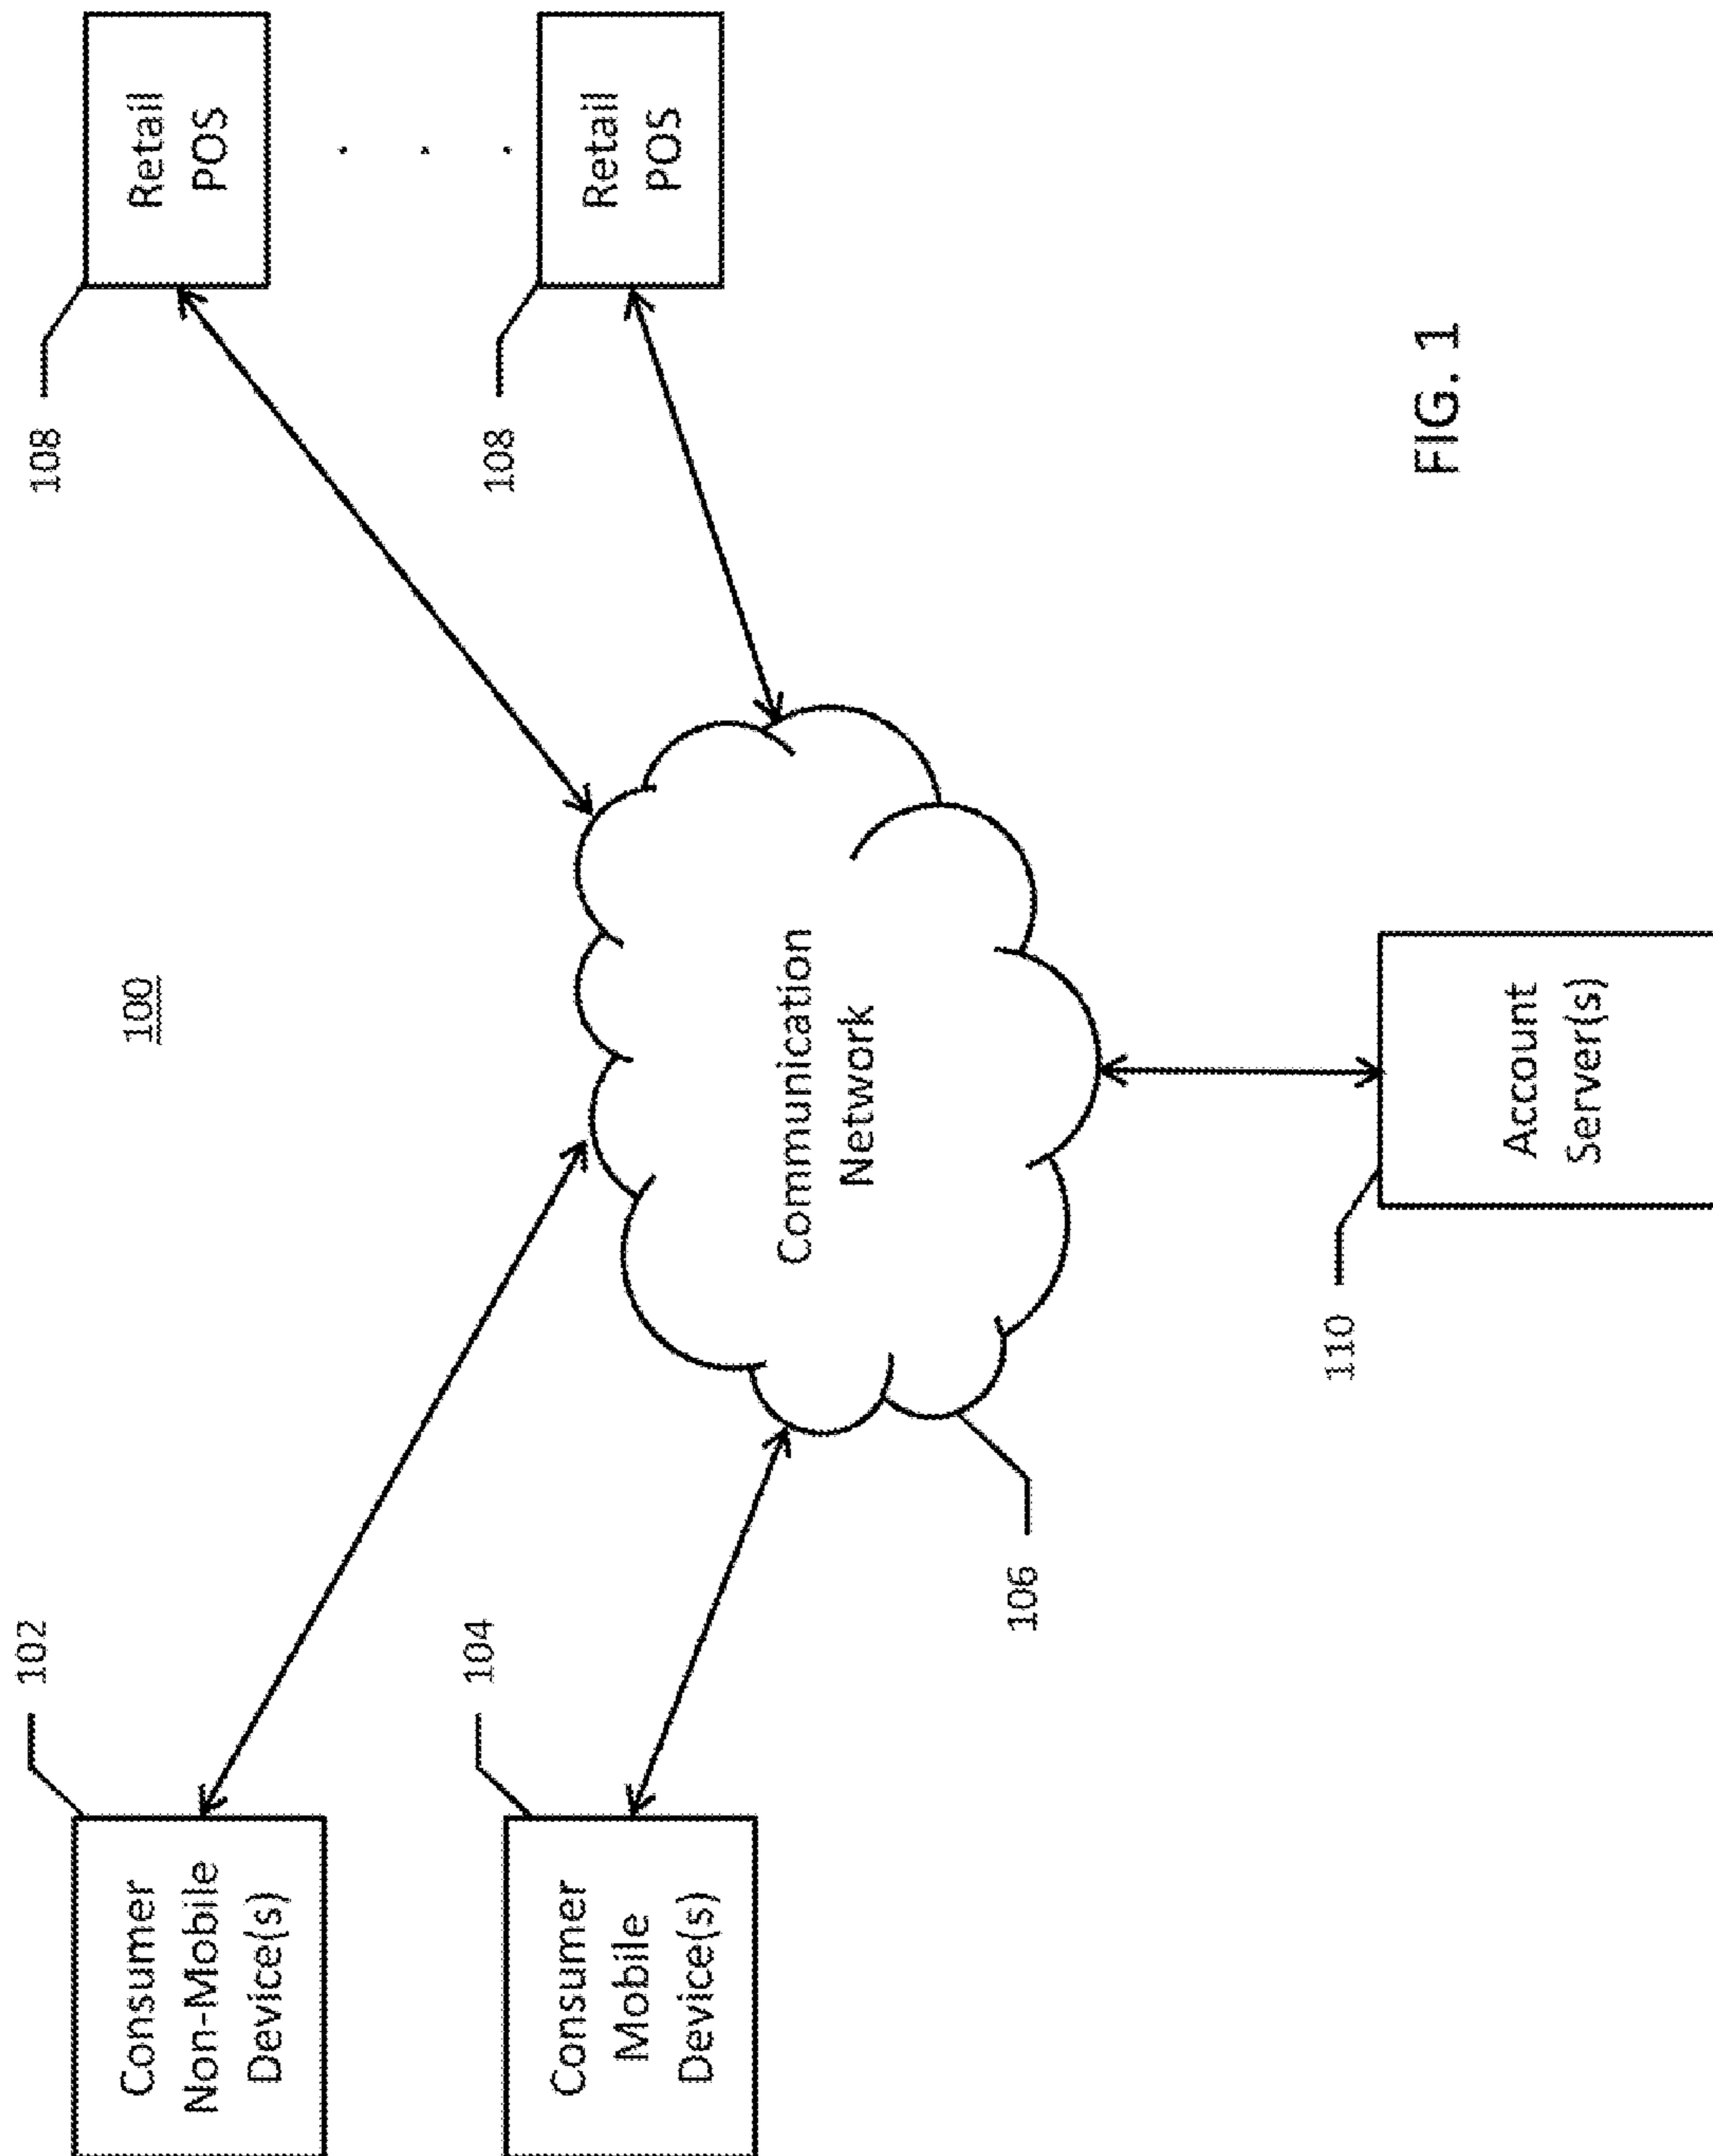 100
102
Consumer
Non-Mobile
Device(s)
104
Consumer
Mobile
Device(s)
106
Communication
Network
108
Retail
POS
.
.
.
108
Retail
POS
110
Account
Server(s)
FIG. 1